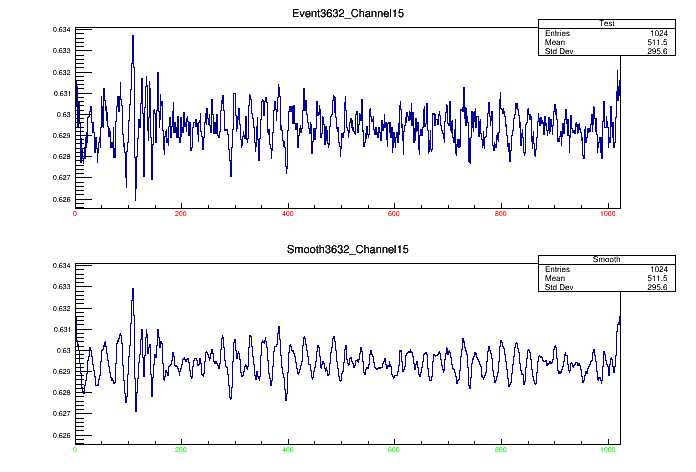 Event3632_Channel15
Test
Entries 1024
Mean 511.5
Std Dev 295.6
0.634
0.633
0.632
0.631
0.63
0.629
0.628
0.627
0.626
0 200 400 600 800 1000
Smooth3632_Channel15
Smooth
Entries 1024
Mean 511.5
Std Dev 295.6
0.634
0.633
0.632
0.631
0.63
0.629
0.628
0.627
0.626
0 200 400 600 800 1000